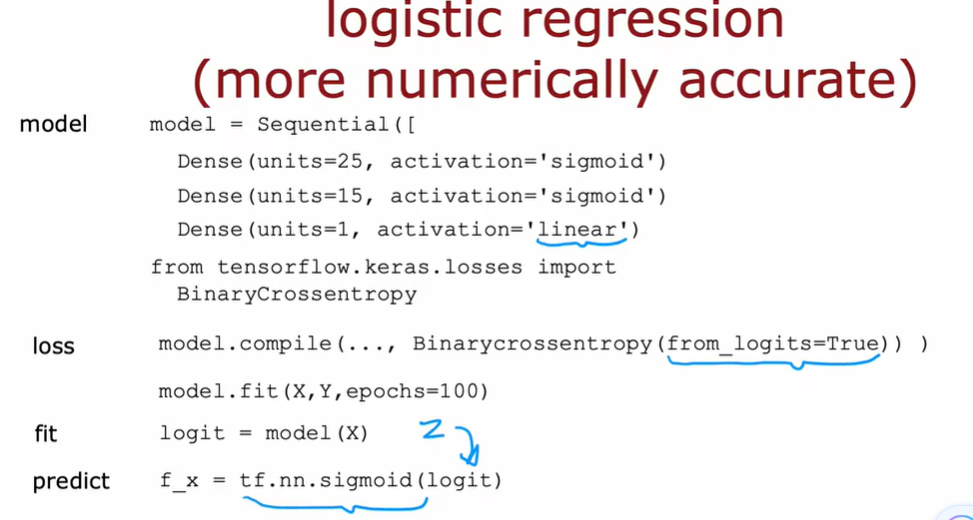 logistic regression
(more numerically accurate)
model model = Sequential([
Dense(units=25, activation='sigmoid')
Dense(units=15, activation='sigmoid')
Dense(units=1, activation='linear')
from tensorflow.keras.losses import
BinaryCrossentropy
loss model.compile(..., Binarycrossentropy(from_logits=True)) )
model.fit(X,Y,epochs=100)
fit logit = model(X) z
predict f_x = tf.nn.sigmoid(logit)